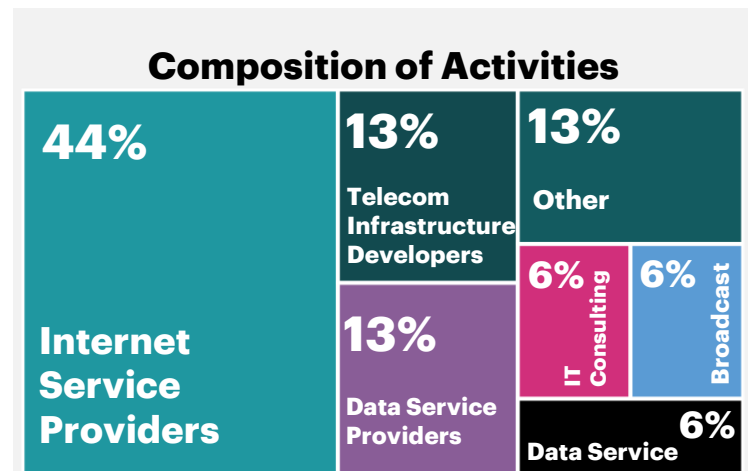 Composition of Activities
44%
Internet
Service
Providers
13%
Telecom
Infrastructure
Developers
13%
Data Service
Providers
13%
Other
6%
IT
Consulting
6%
Broadcast
6%
Data Service